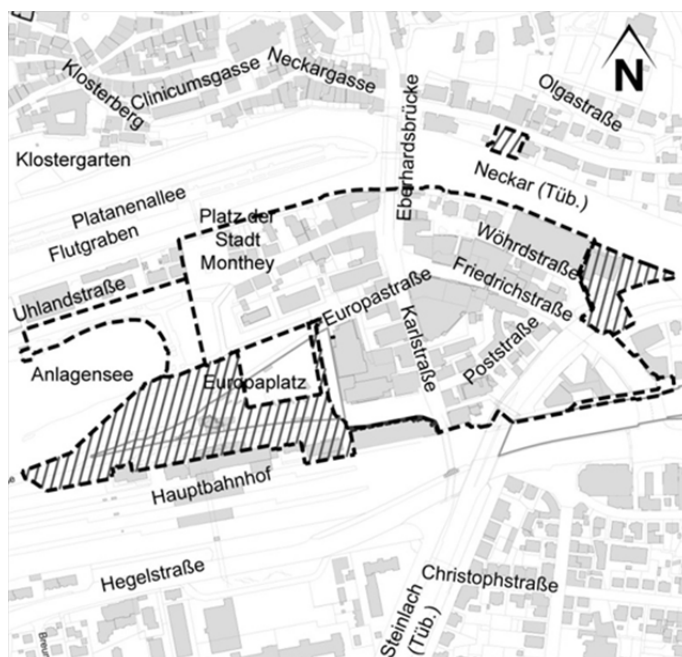 Neckargasse
Olgastraße
Clinicumsgasse
Klosterberg
N
Klostergarten
Eberhardsbrücke
Neckar (Tüb.)
Platanenallee
Platz der
Stadt
Monthey
Flutgraben
Wöhrdstraße
Friedrichstraße
Uhlandstraße
Europastraße
Karlstraße
Poststraße
Anlagensee
Europaplatz
Hauptbahnhof
Hegelstraße
Christophstraße
Steinlach
(Tüb.)